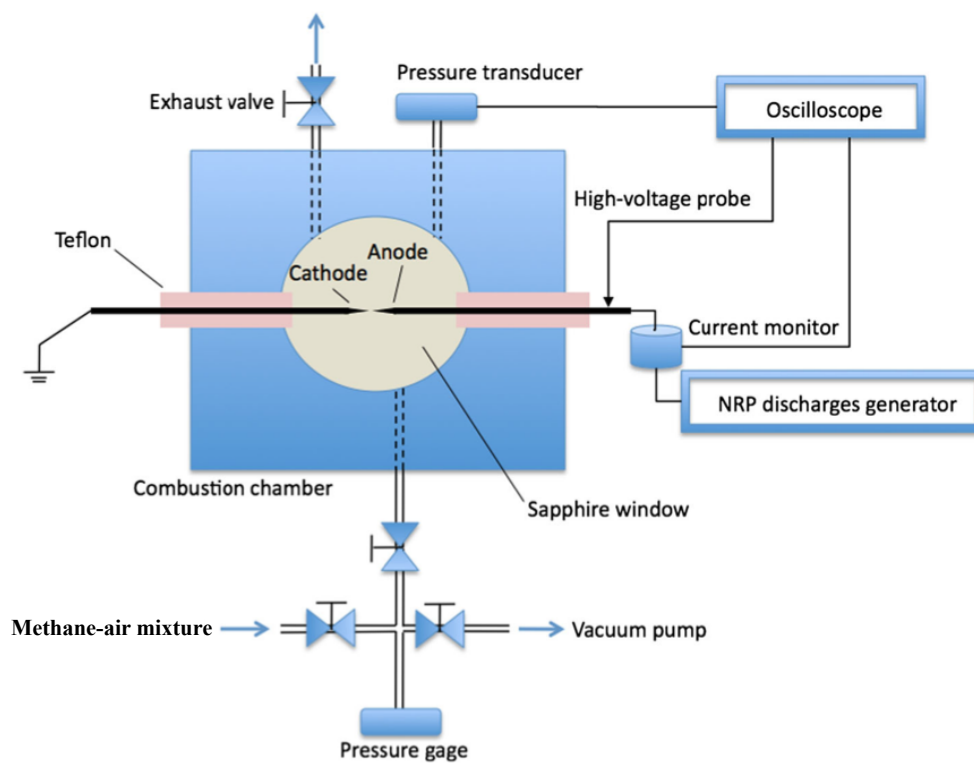 Pressure transducer
Exhaust valve
Oscilloscope
High-voltage probe
Teflon
Anode
Cathode
Current monitor
NRP discharges generator
Combustion chamber
Sapphire window
Methane-air mixture
Vacuum pump
Pressure gage